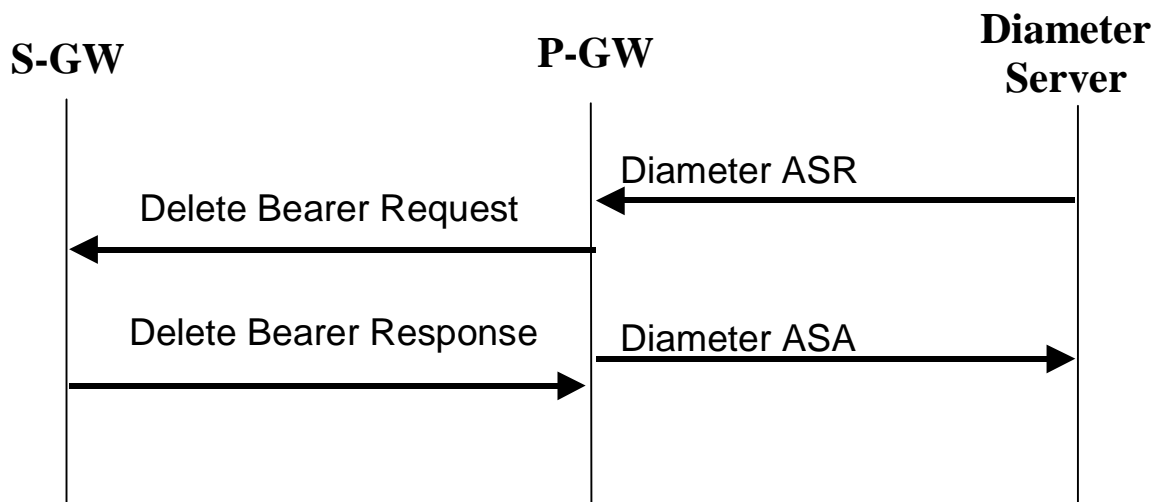 S-GW
P-GW
Diameter
Server
Diameter ASR
Delete Bearer Request
Delete Bearer Response
Diameter ASA